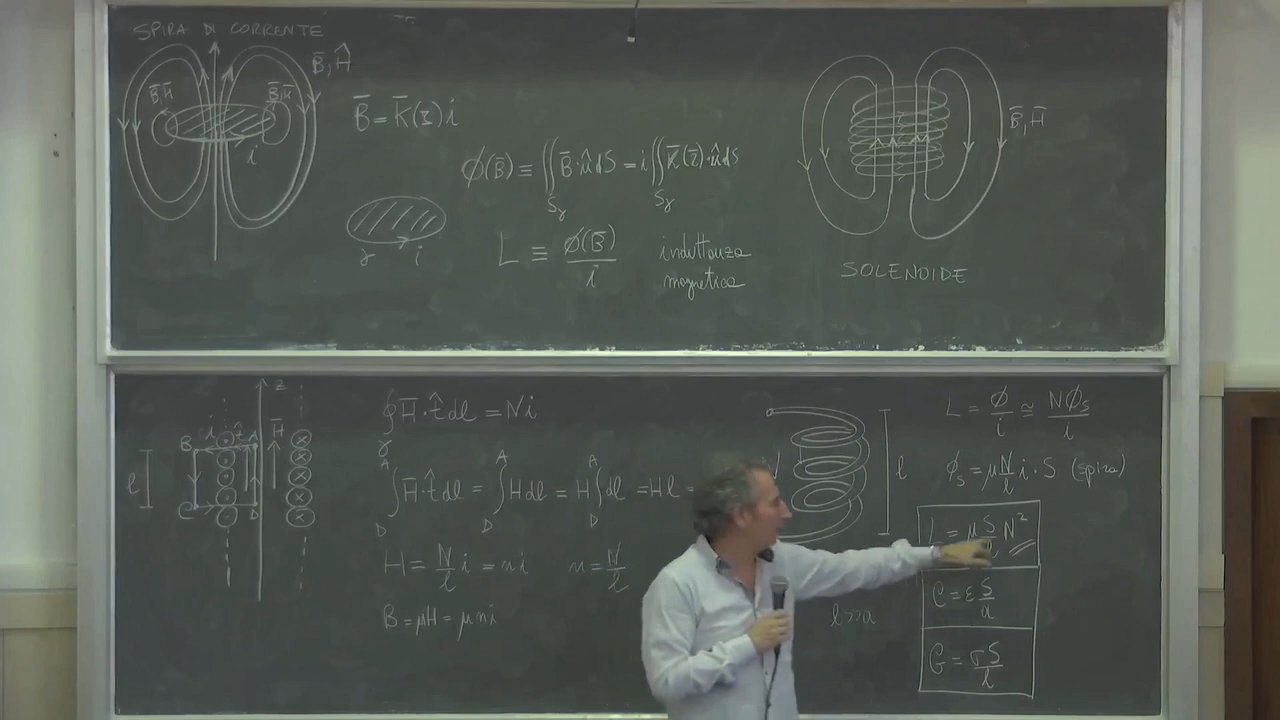 SPIRA DI CORRENTE
B̄, Ĥ
B̄,H̄
B̄,H̄
i
B̄ = K̄(r̄) i
ϕ(B̄) ≡ ∬ B̄·û dS = i ∬ K̄(r̄)·û dS
Sγ Sγ
γ i
L ≡ ϕ(B̄)/i
induttanza
magnetica
B̄,H̄
SOLENOIDE
z
B i t̂ A
H̄
l
C D
∮ H̄·t̂ dl = Ni
γ
∫ H̄·t̂ dl = ∫ H dl = H ∫ dl = Hl =
A A A
D D D
H = N/l i = ni n = N/l
B = μH = μni
l
l>>a
L = ϕ/i ≅ Nϕs/i
ϕs = μ N/l i · S (spira)
L = μ S/l N²
C = ε S/d
G = σ S/l